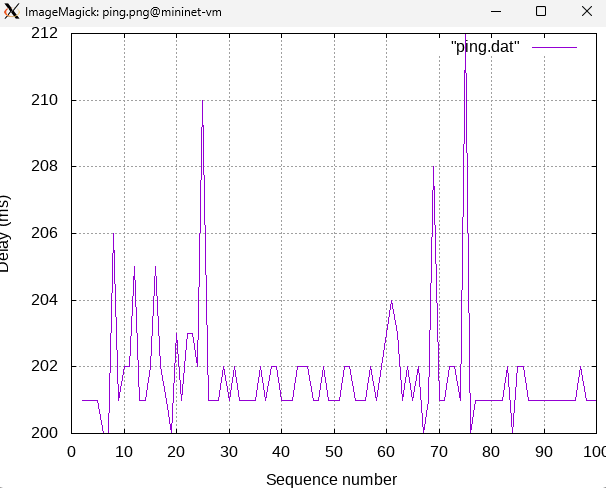 ImageMagick: ping.png@mininet-vm
"ping.dat"
212
210
208
206
204
202
200
Delay (ms)
0 10 20 30 40 50 60 70 80 90 100
Sequence number